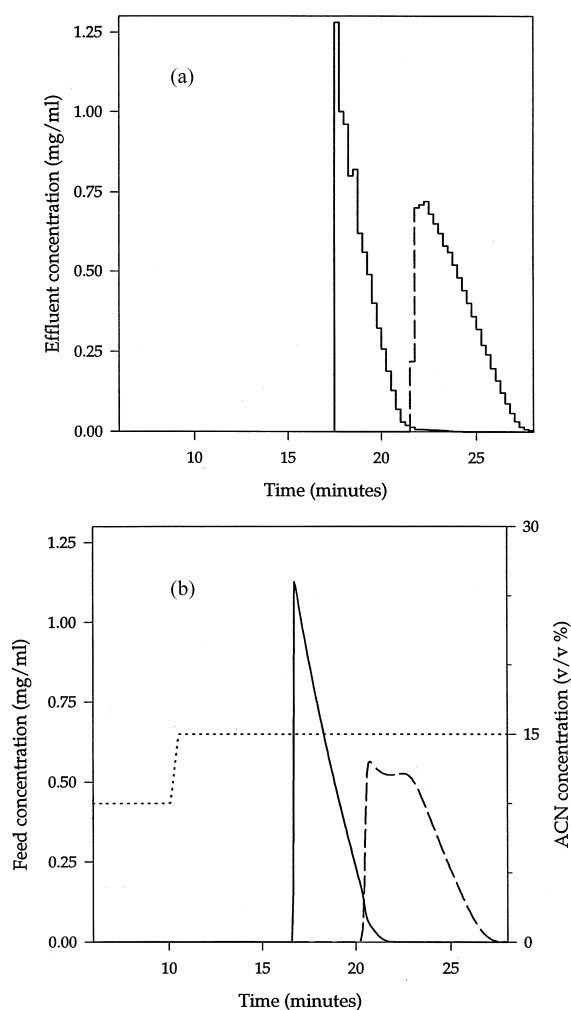 (a)
Effluent concentration (mg/ml)
1.25
1.00
0.75
0.50
0.25
0.00
10 15 20 25
Time (minutes)
(b)
Feed concentration (mg/ml)
1.25
1.00
0.75
0.50
0.25
0.00
30
15
0
ACN concentration (v/v %)
10 15 20 25
Time (minutes)